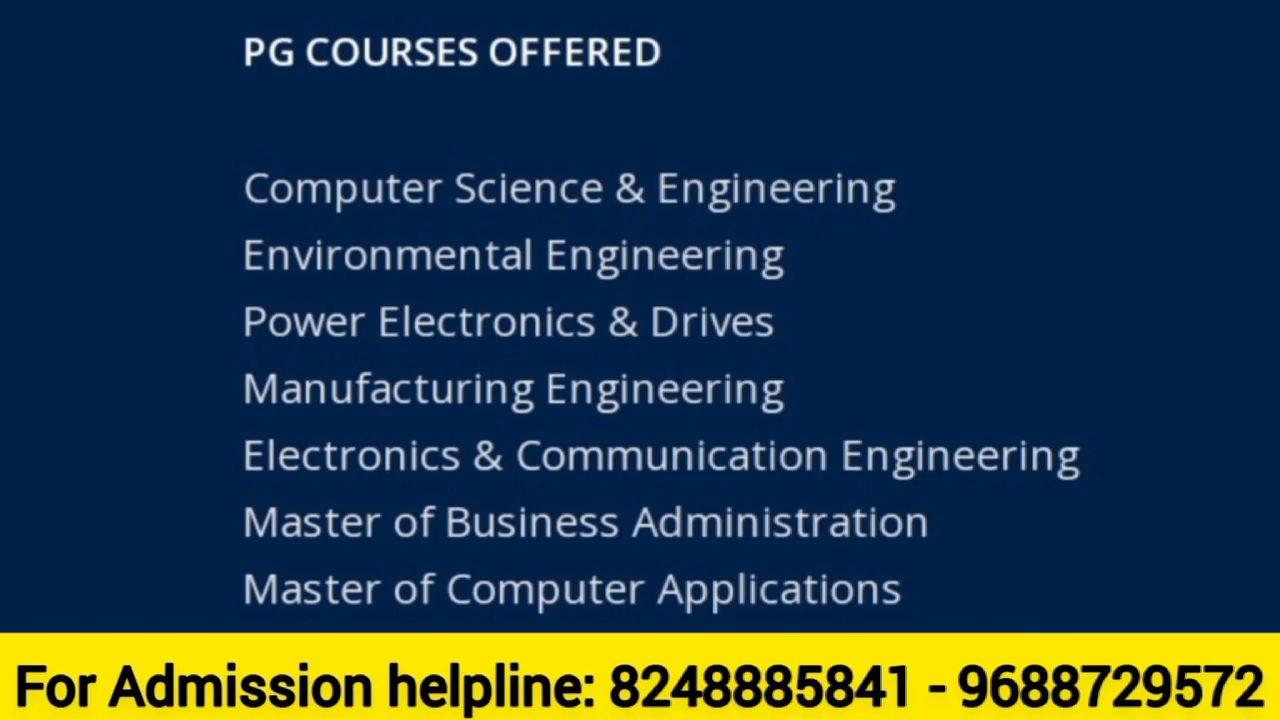 PG COURSES OFFERED
Computer Science & Engineering
Environmental Engineering
Power Electronics & Drives
Manufacturing Engineering
Electronics & Communication Engineering
Master of Business Administration
Master of Computer Applications
For Admission helpline: 8248885841 - 9688729572